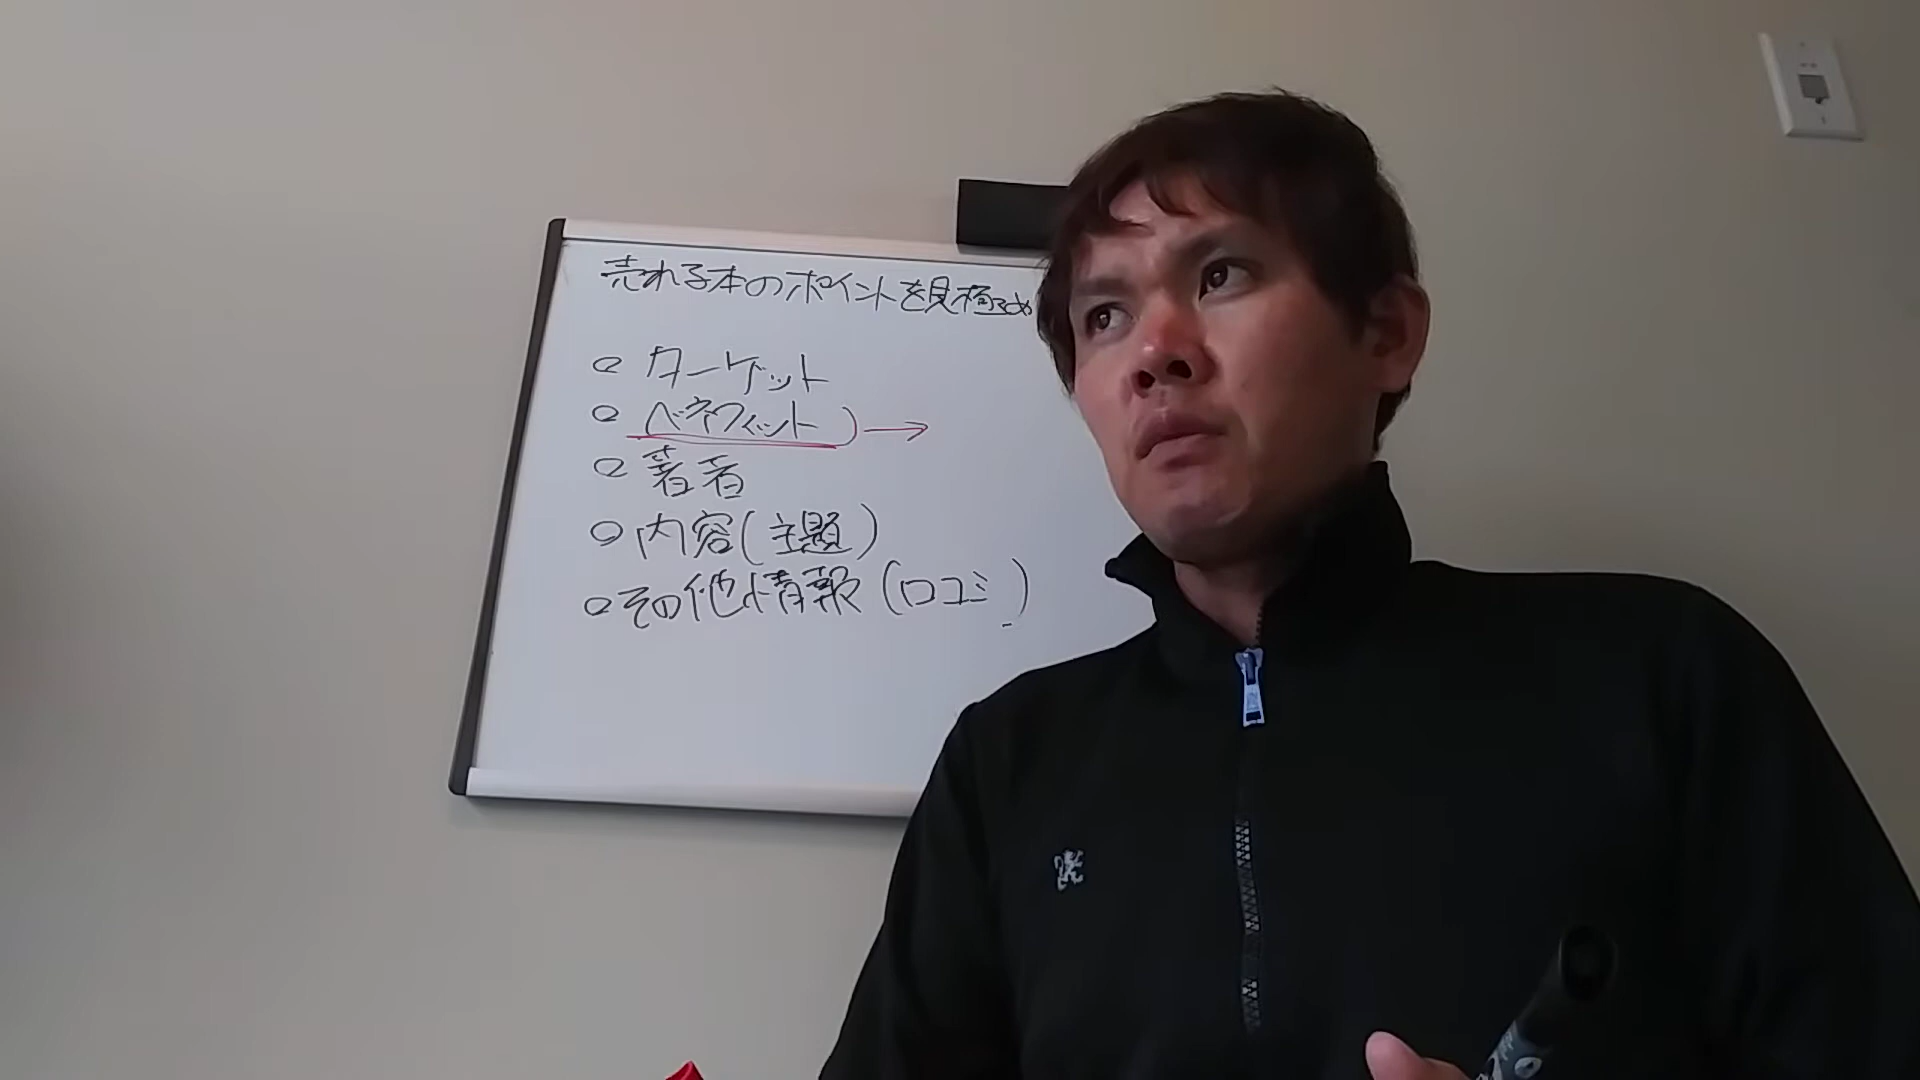 売れる本のポイントを見極め
○ ターゲット
○ ベネフィット →
○ 著者
○ 内容(主題)
○ その他情報(口コミ)